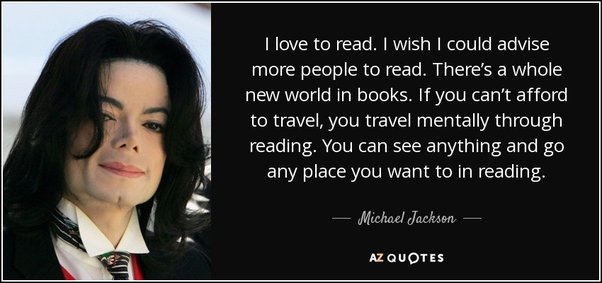 I love to read. I wish I could advise
more people to read. There’s a whole
new world in books. If you can’t afford
to travel, you travel mentally through
reading. You can see anything and go
any place you want to in reading.
Michael Jackson
AZ QUOTES